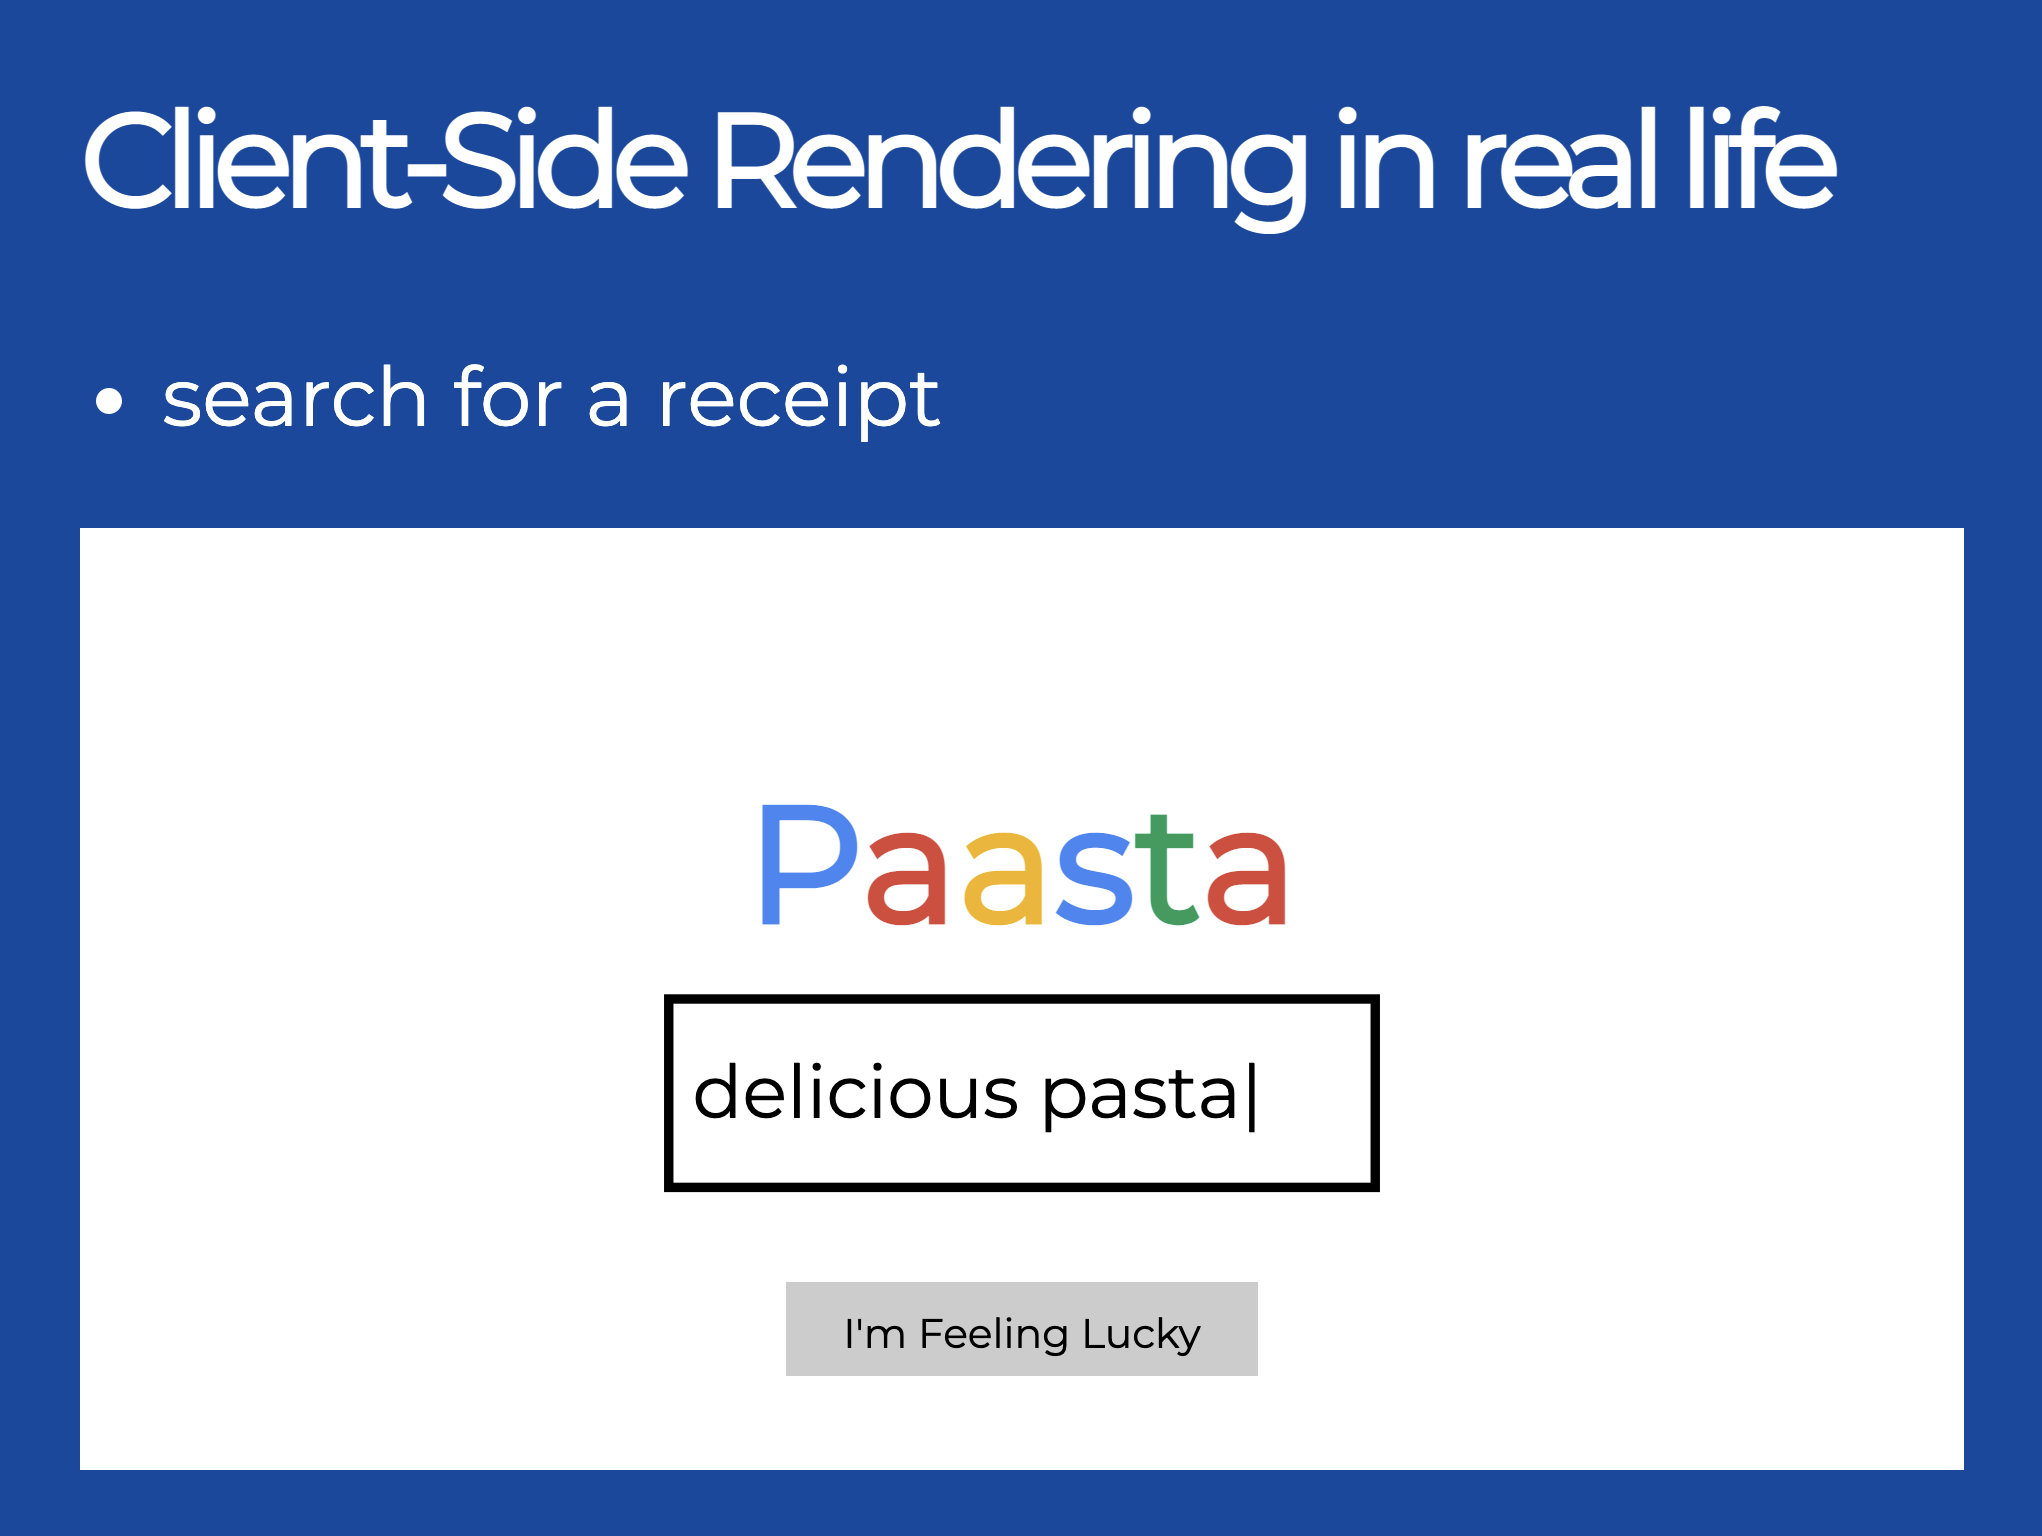 Client-Side Rendering in real life
• search for a receipt
Paasta
delicious pasta|
I'm Feeling Lucky